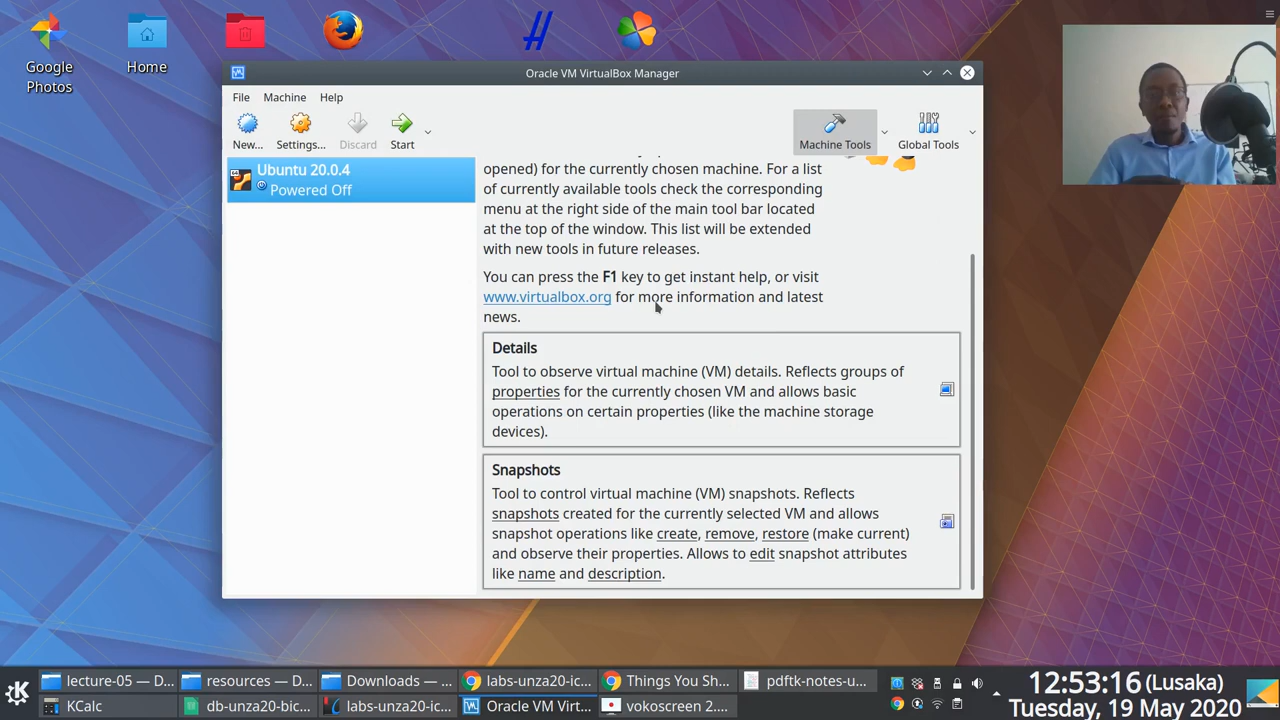 Google Photos
Home
Oracle VM VirtualBox Manager
File Machine Help
New... Settings... Discard Start
Machine Tools Global Tools
Ubuntu 20.0.4
Powered Off
opened) for the currently chosen machine. For a list
of currently available tools check the corresponding
menu at the right side of the main tool bar located
at the top of the window. This list will be extended
with new tools in future releases.
You can press the F1 key to get instant help, or visit
www.virtualbox.org for more information and latest
news.
Details
Tool to observe virtual machine (VM) details. Reflects groups of
properties for the currently chosen VM and allows basic
operations on certain properties (like the machine storage
devices).
Snapshots
Tool to control virtual machine (VM) snapshots. Reflects
snapshots created for the currently selected VM and allows
snapshot operations like create, remove, restore (make current)
and observe their properties. Allows to edit snapshot attributes
like name and description.
lecture-05 — D... resources — D... Downloads — ... labs-unza20-ic... Things You Sh... pdftk-notes-u...
KCalc db-unza20-bic... labs-unza20-ic... Oracle VM Virt... vokoscreen 2....
12:53:16 (Lusaka)
Tuesday, 19 May 2020